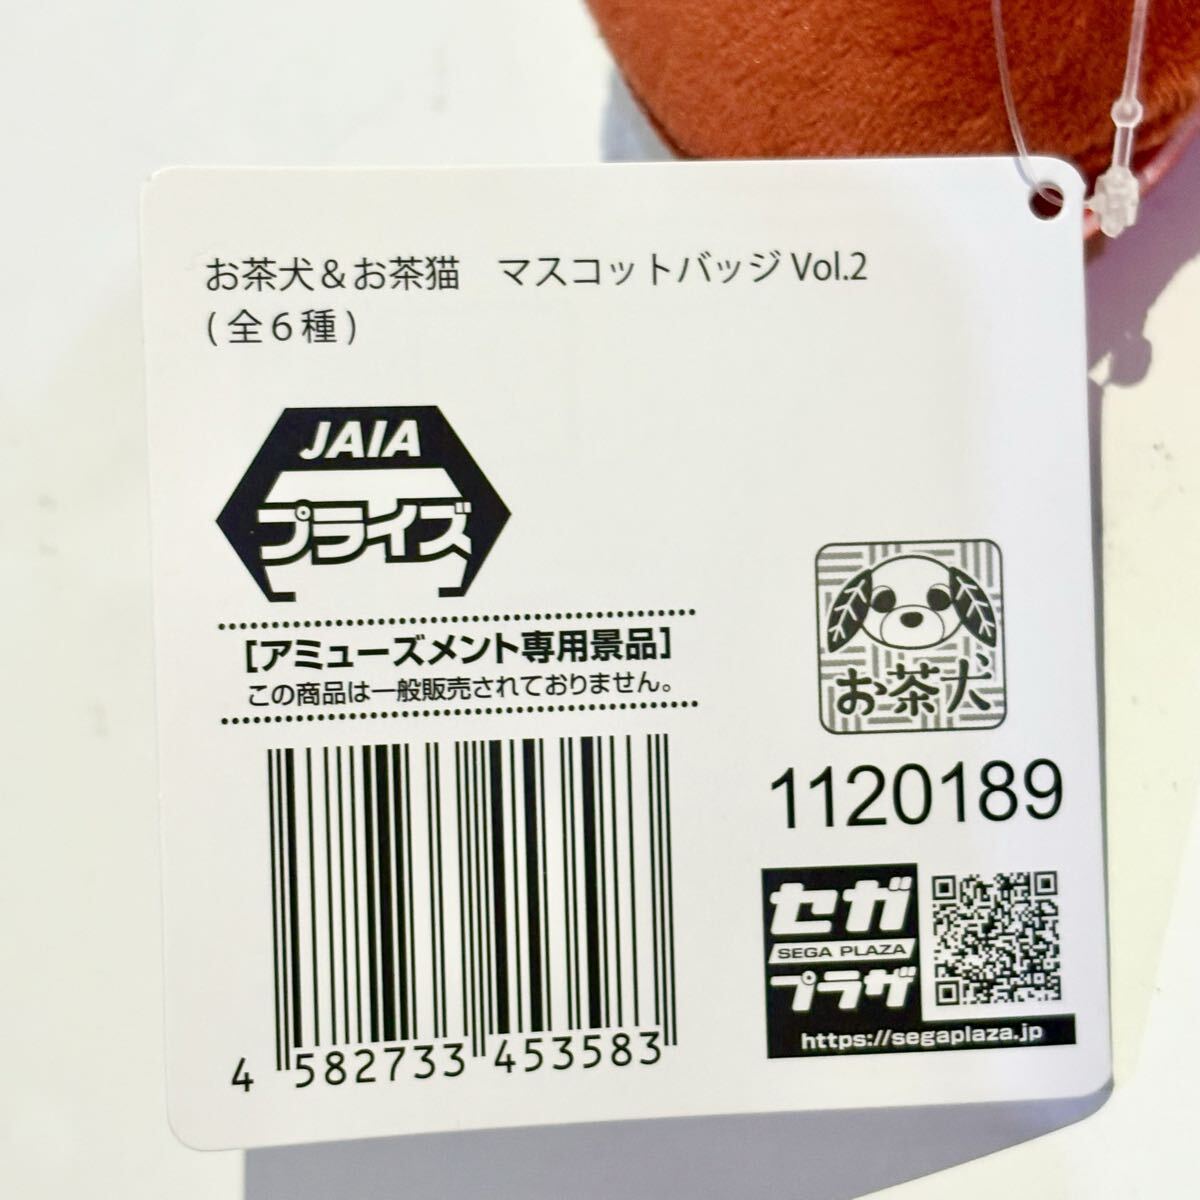 お茶犬&お茶猫　マスコットバッジ Vol.2
(全6種)
JAIA
プライズ
[アミューズメント専用景品]
この商品は一般販売されておりません。
お茶犬
1120189
セガ
SEGA PLAZA
プラザ
https://segaplaza.jp
4 582733 453583